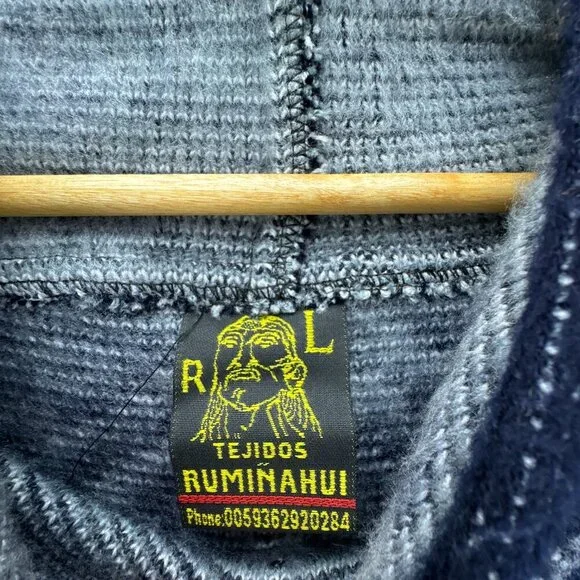 R L
TEJIDOS
RUMIÑAHUI
Phone:0059362920284